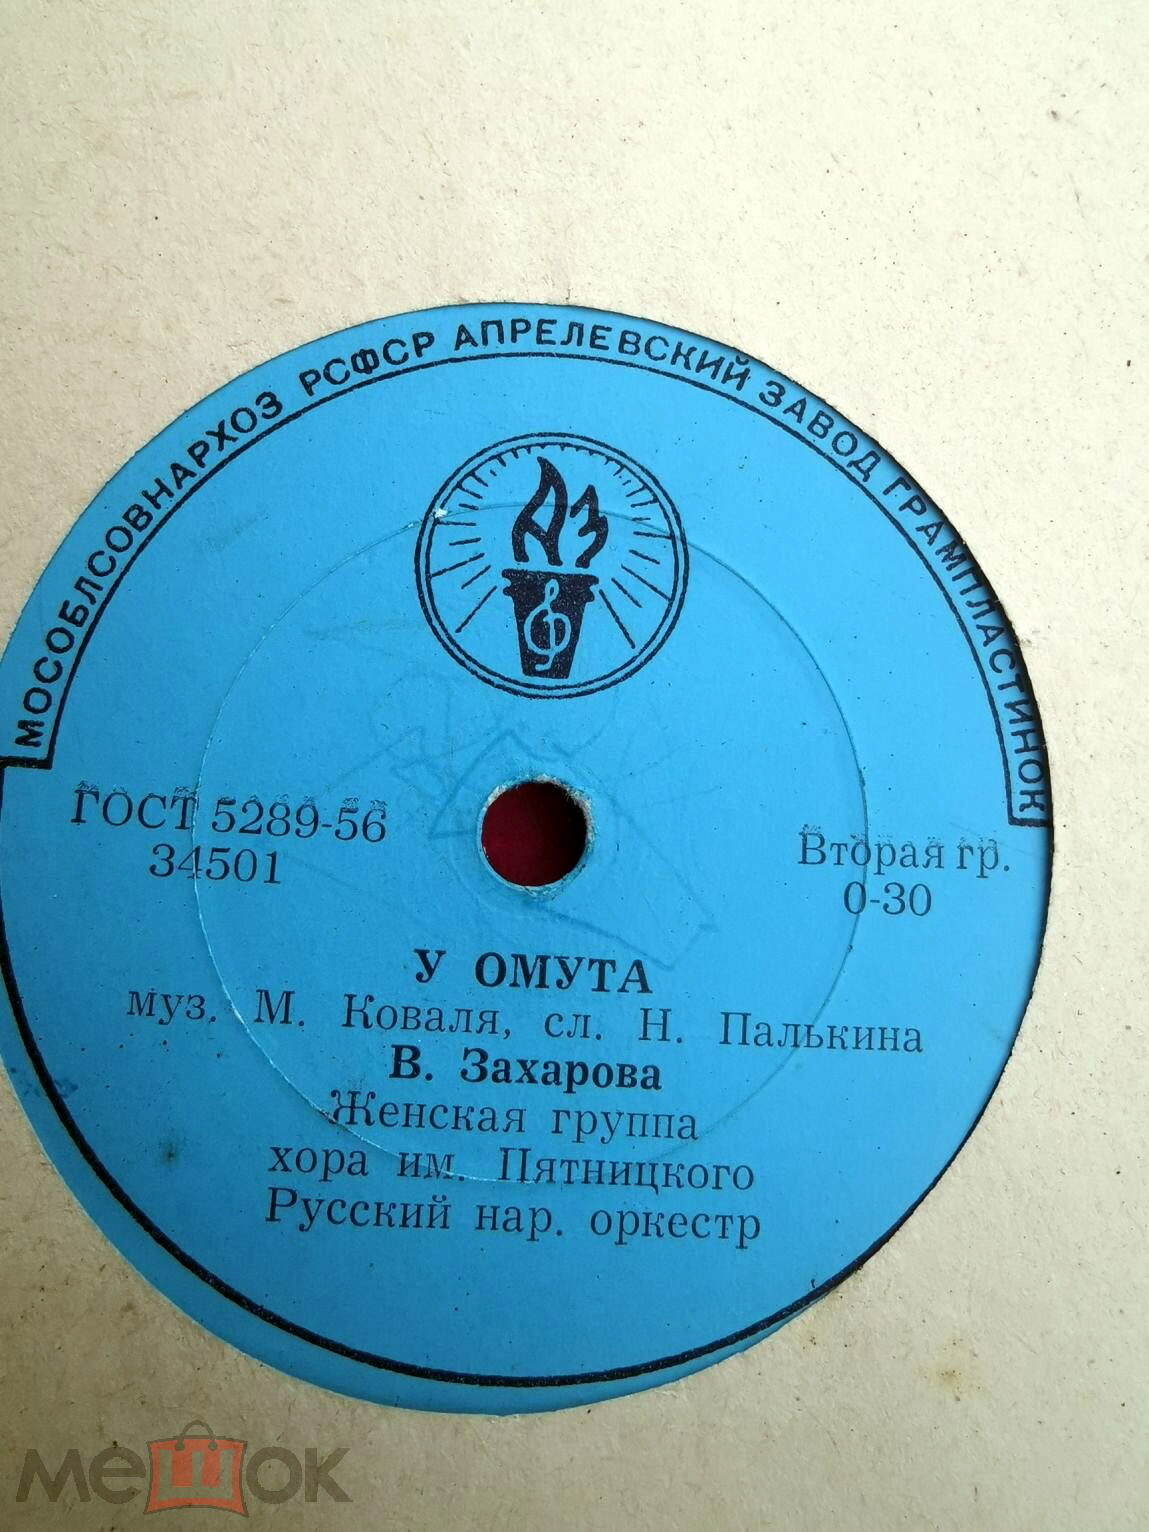 МОСОБЛСОВНАРХОЗ РСФСР АПРЕЛЕВСКИЙ ЗАВОД ГРАМПЛАСТИНОК
АЗ
ГОСТ 5289-56
34501
Вторая гр.
0-30
У ОМУТА
муз. М. Коваля, сл. Н. Палькина
В. Захарова
Женская группа
хора им. Пятницкого
Русский нар. оркестр
мешок